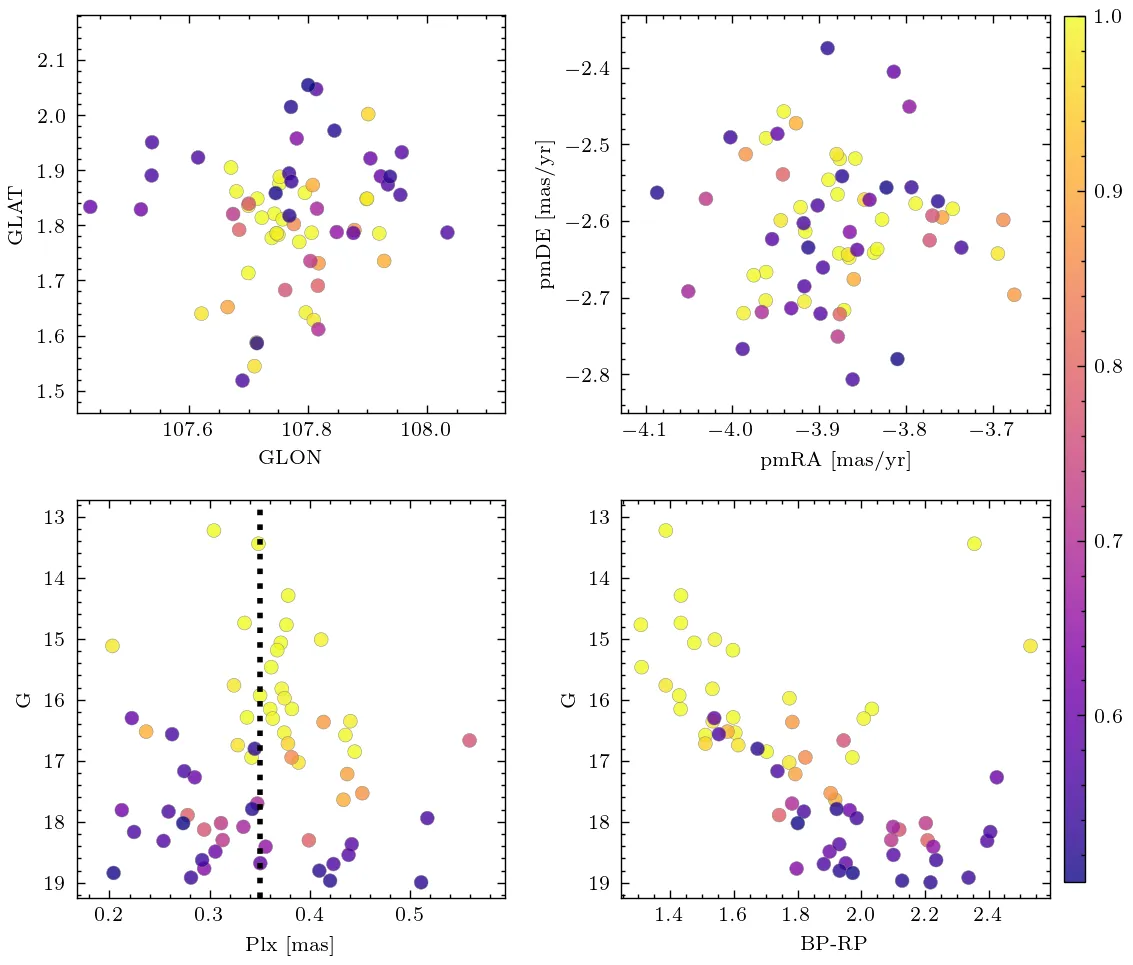 2.1
2.0
1.9
1.8
1.7
1.6
1.5
GLAT
107.6 107.8 108.0
GLON
−2.4
−2.5
−2.6
−2.7
−2.8
pmDE [mas/yr]
−4.1 −4.0 −3.9 −3.8 −3.7
pmRA [mas/yr]
13
14
15
16
17
18
19
G
0.2 0.3 0.4 0.5
Plx [mas]
13
14
15
16
17
18
19
G
1.4 1.6 1.8 2.0 2.2 2.4
BP-RP
1.0
0.9
0.8
0.7
0.6